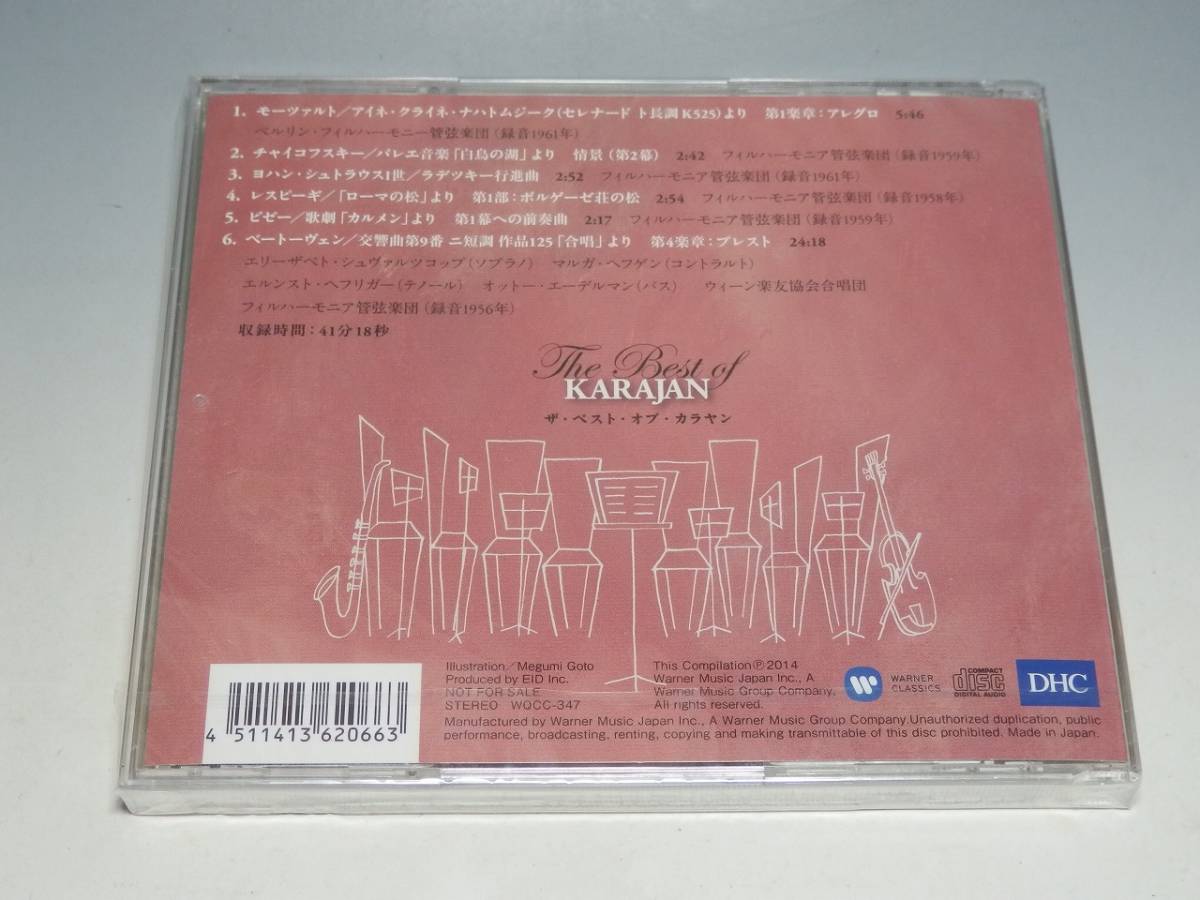 1. モーツァルト／アイネ・クライネ・ナハトムジーク（セレナード ト長調 K525）より 第1楽章：アレグロ 5:46
ベルリン・フィルハーモニー管弦楽団（録音1961年）
2. チャイコフスキー／バレエ音楽「白鳥の湖」より 情景（第2幕） 2:42 フィルハーモニア管弦楽団（録音1959年）
3. ヨハン・シュトラウスI世／ラデツキー行進曲 2:52 フィルハーモニア管弦楽団（録音1961年）
4. レスピーギ／「ローマの松」より 第1部：ボルゲーゼ荘の松 2:54 フィルハーモニア管弦楽団（録音1958年）
5. ビゼー／歌劇「カルメン」より 第1幕への前奏曲 2:17 フィルハーモニア管弦楽団（録音1959年）
6. ベートーヴェン／交響曲第9番 ニ短調 作品125「合唱」より 第4楽章：プレスト 24:18
エリーザベト・シュヴァルツコップ（ソプラノ） マルガ・ヘフゲン（コントラルト）
エルンスト・ヘフリガー（テノール） オットー・エーデルマン（バス） ウィーン楽友協会合唱団
フィルハーモニア管弦楽団（録音1956年）
収録時間：41分18秒
The Best of
KARAJAN
ザ・ベスト・オブ・カラヤン
Illustration／Megumi Goto
Produced by EID Inc.
NOT FOR SALE
STEREO WQCC-347
This Compilation Ⓟ 2014
Warner Music Japan Inc., A
Warner Music Group Company.
All rights reserved.
WARNER
CLASSICS
COMPACT
disc
DIGITAL AUDIO
DHC
Manufactured by Warner Music Japan Inc., A Warner Music Group Company.Unauthorized duplication, public
performance, broadcasting, renting, copying and making transmittable of this disc prohibited. Made in Japan.
4 511413 620663